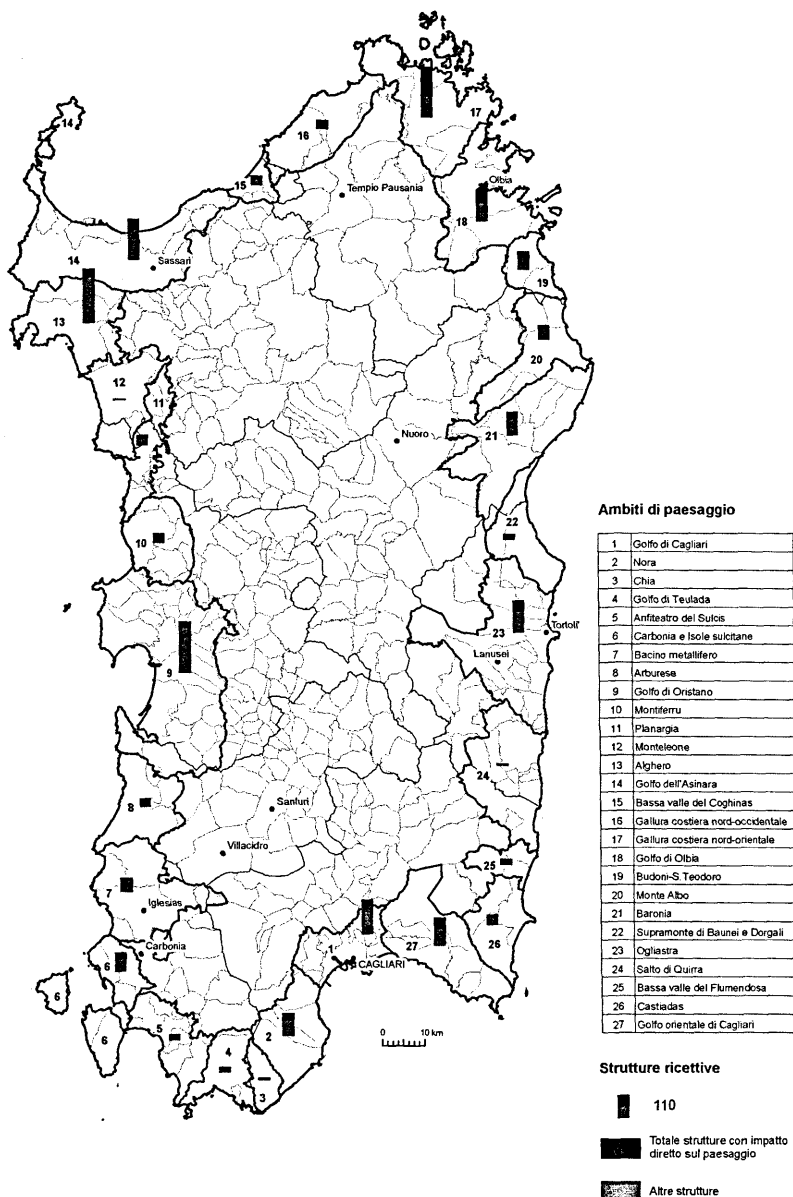 14
16
17
15
Tempio Pausania
Olbia
18
14
Sassari
19
13
20
12
11
Nuoro
21
22
10
23
Tortoli'
Lanusei
9
24
8
Sanluri
Villacidro
25
7
Iglesias
26
27
1
CAGLIARI
Carbonia
6
6
6
5
2
4
3
0 10 km
Ambiti di paesaggio
1 Golfo di Cagliari
2 Nora
3 Chia
4 Golfo di Teulada
5 Anfiteatro del Sulcis
6 Carbonia e Isole sulcitane
7 Bacino metallifero
8 Arburese
9 Golfo di Oristano
10 Montiferru
11 Planargia
12 Monteleone
13 Alghero
14 Golfo dell'Asinara
15 Bassa valle del Coghinas
16 Gallura costiera nord-occidentale
17 Gallura costiera nord-orientale
18 Golfo di Olbia
19 Budoni-S.Teodoro
20 Monte Albo
21 Baronia
22 Supramonte di Baunei e Dorgali
23 Ogliastra
24 Salto di Quirra
25 Bassa valle del Flumendosa
26 Castiadas
27 Golfo orientale di Cagliari
Strutture ricettive
110
Totale strutture con impatto
diretto sul paesaggio
Altre strutture